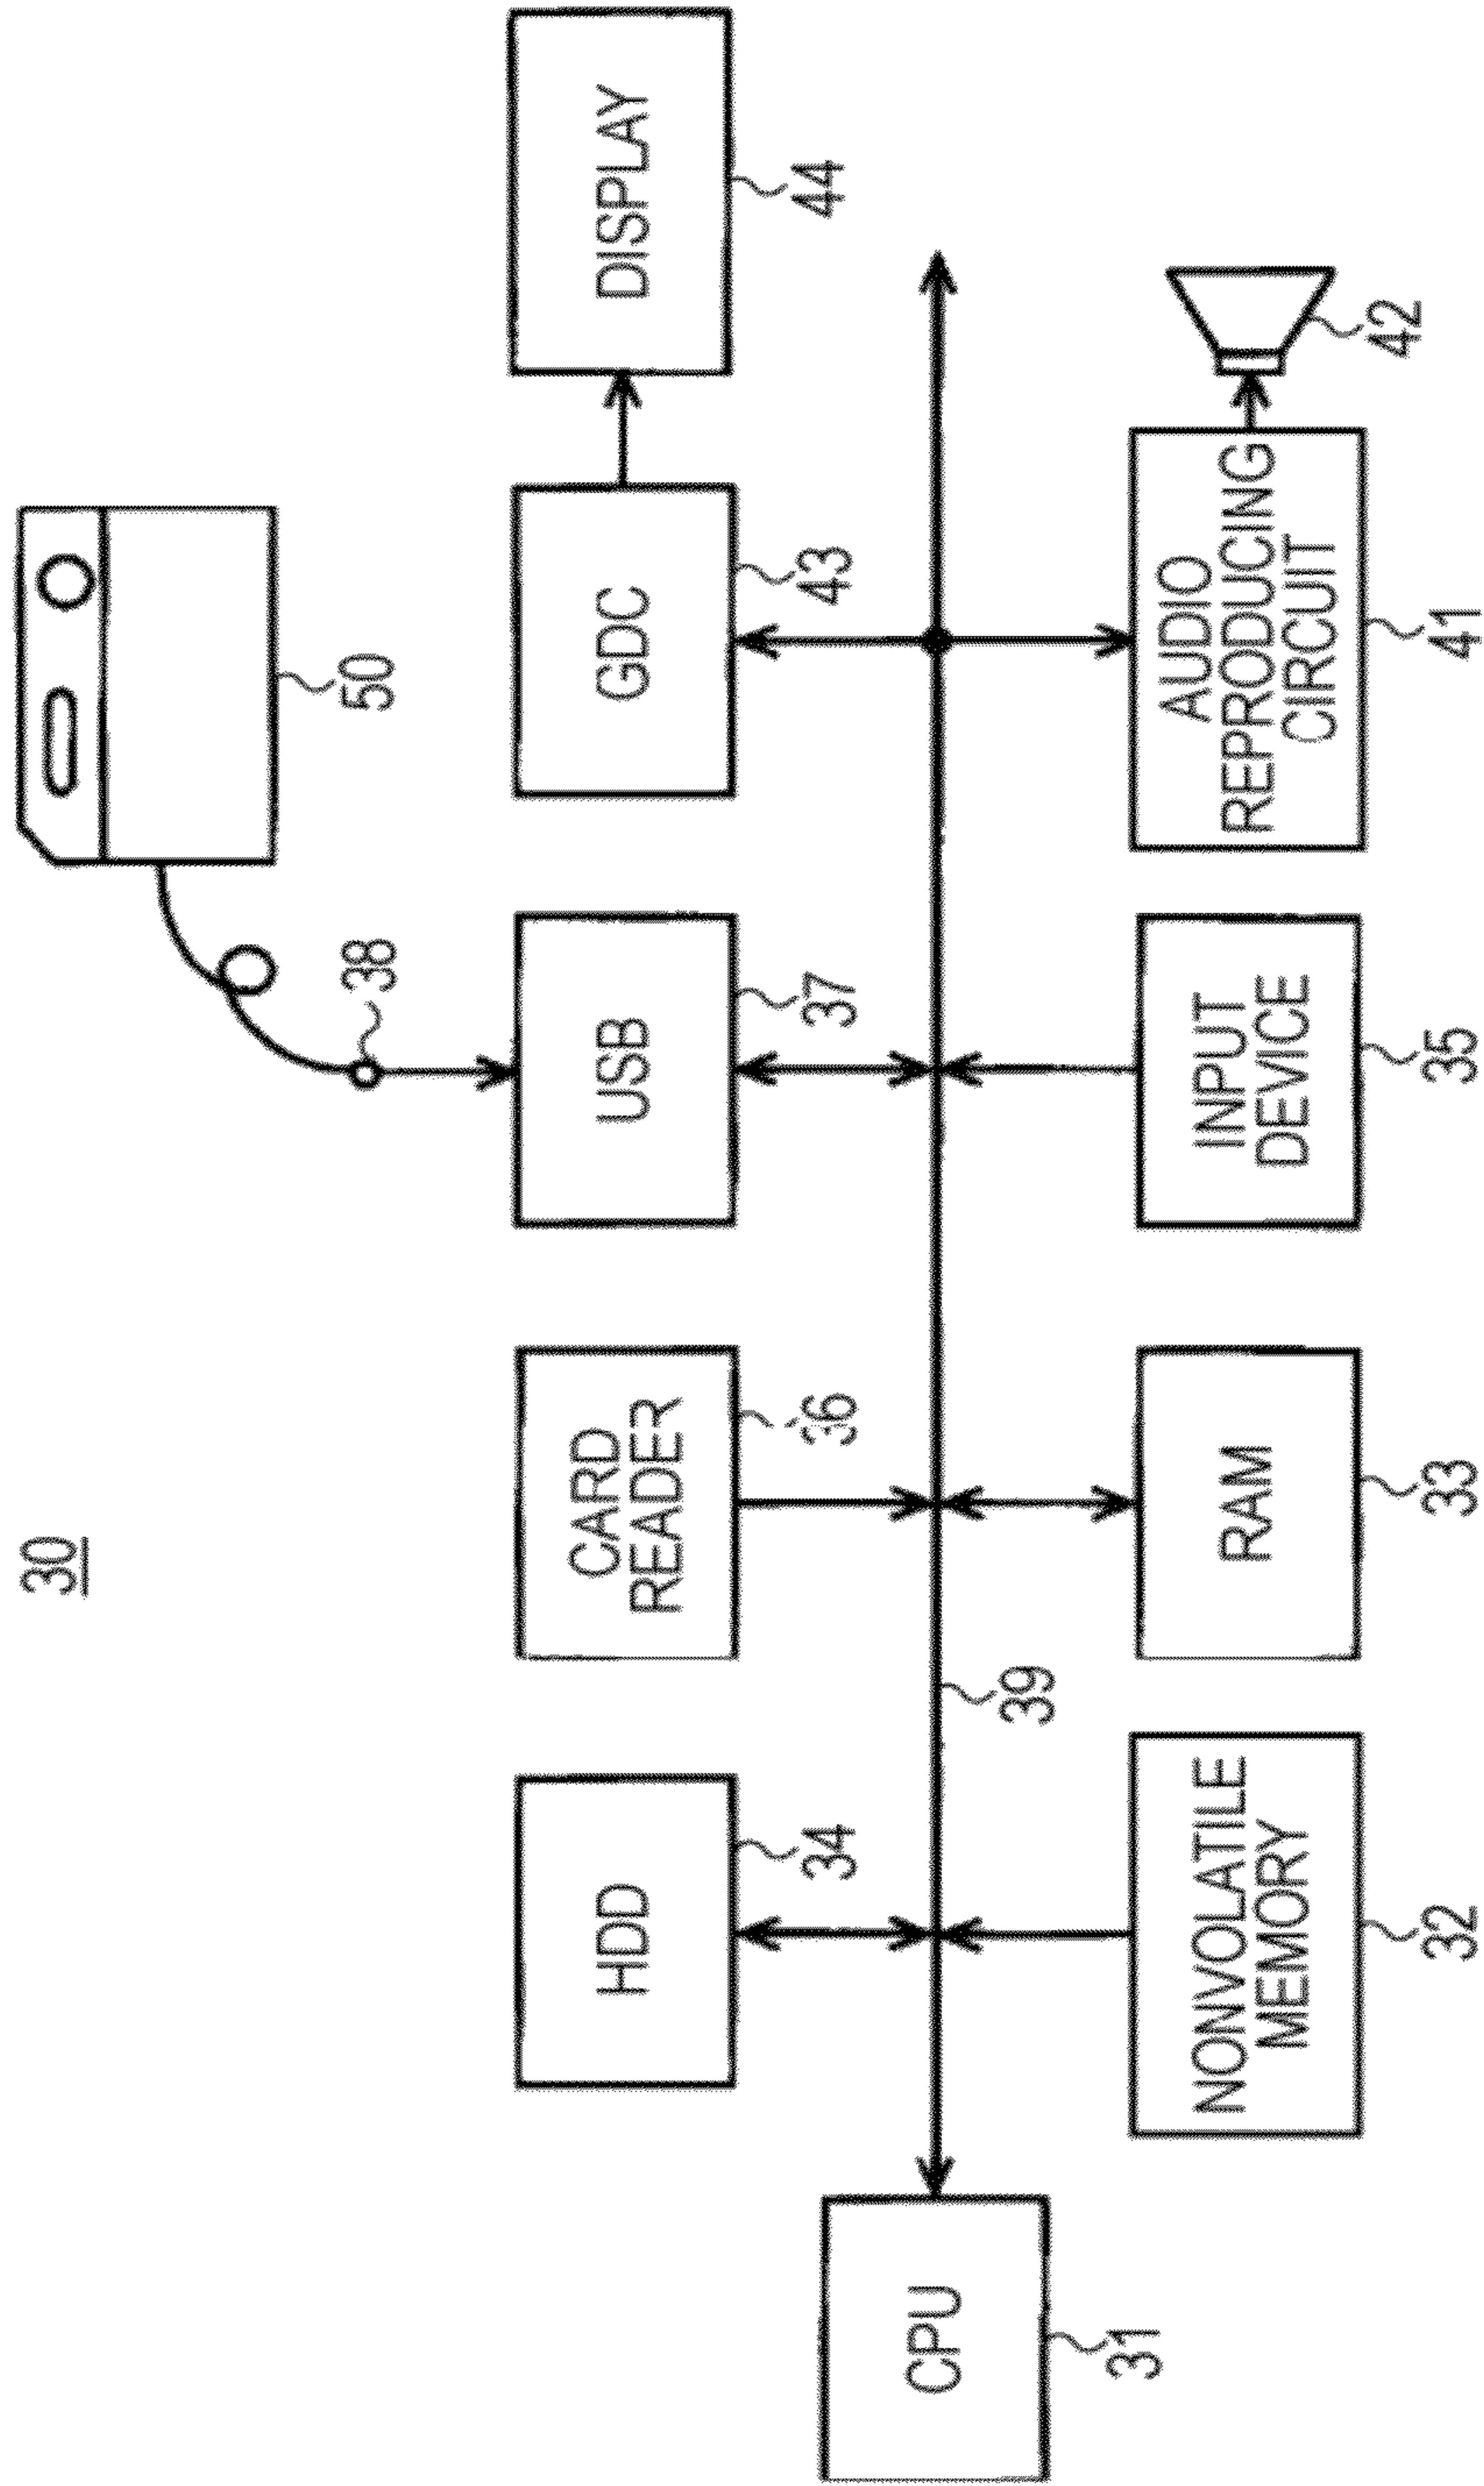 30
50
38
HDD
34
CARD
READER
36
USB
37
GDC
43
DISPLAY
44
CPU
31
39
NONVOLATILE
MEMORY
32
RAM
33
INPUT
DEVICE
35
AUDIO
REPRODUCING
CIRCUIT
41
42